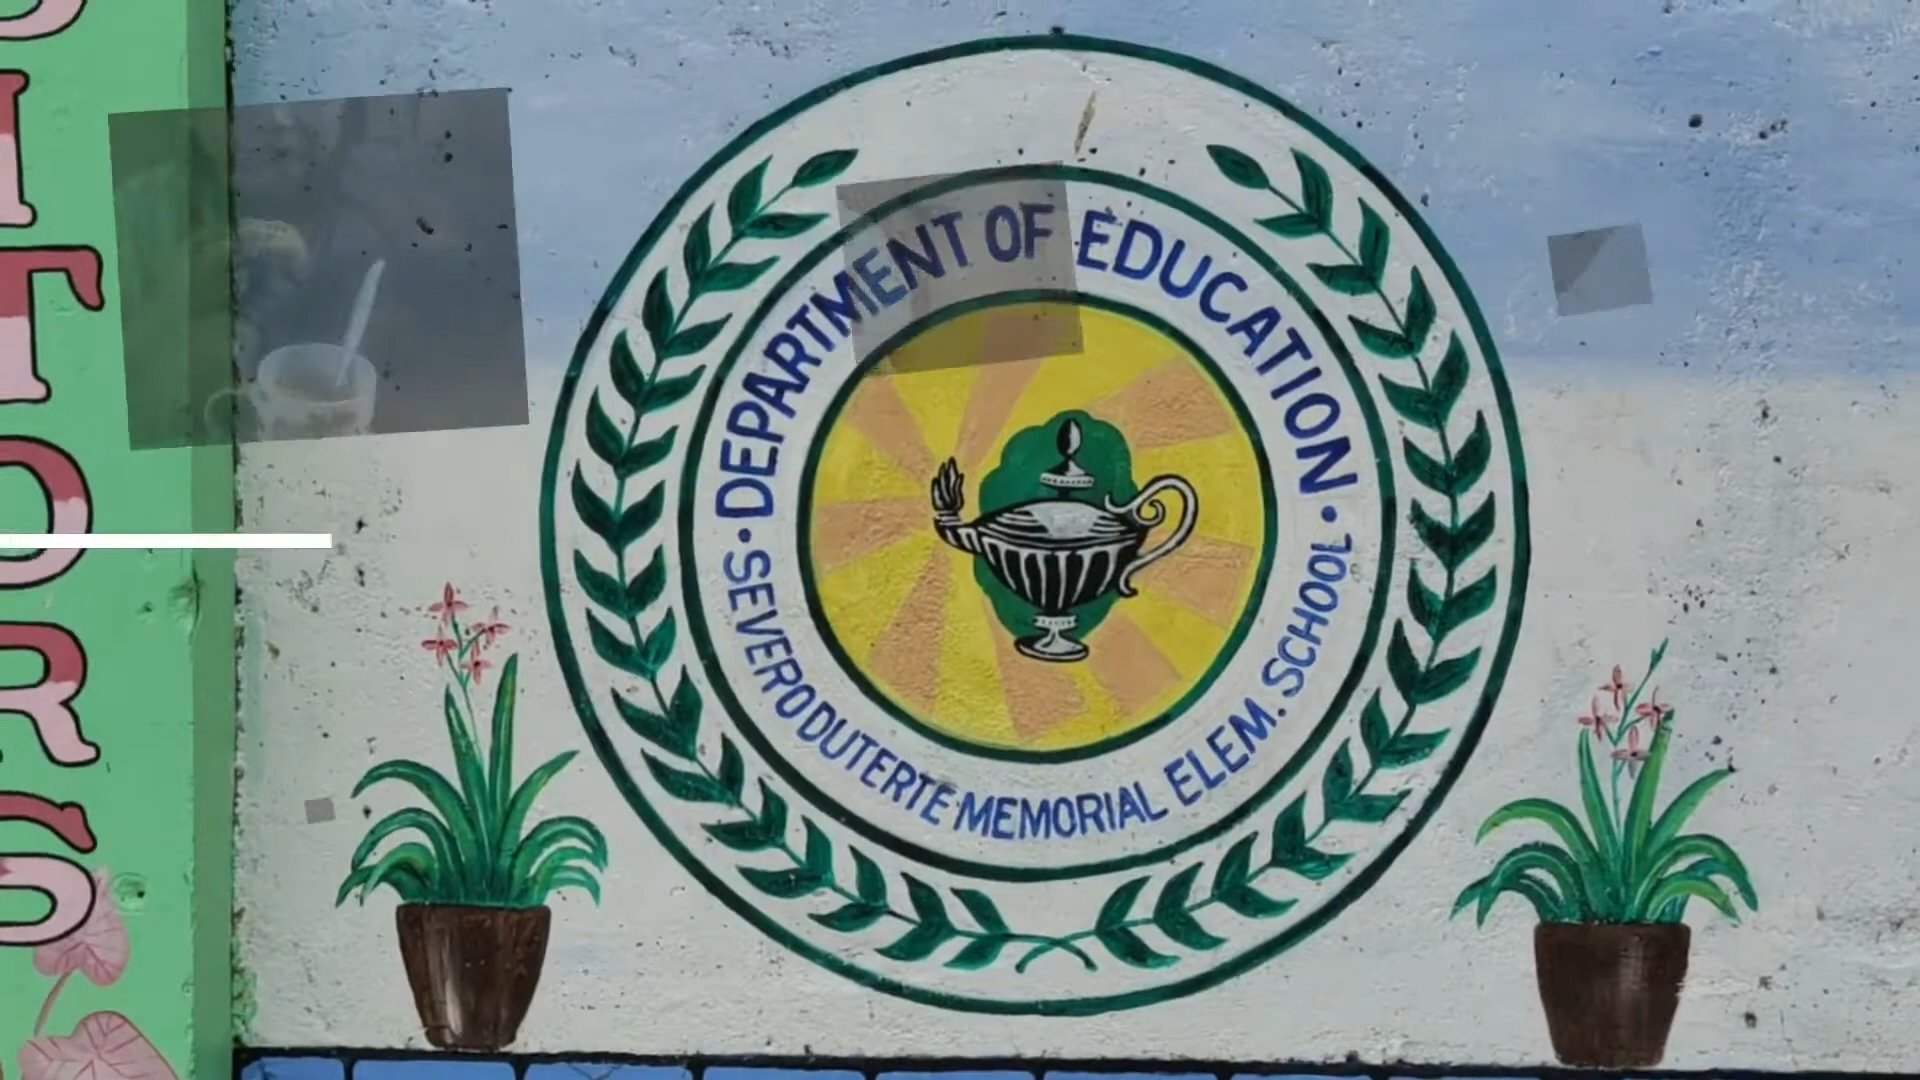 · DEPARTMENT OF EDUCATION ·
SEVERO DUTERTE MEMORIAL ELEM. SCHOOL